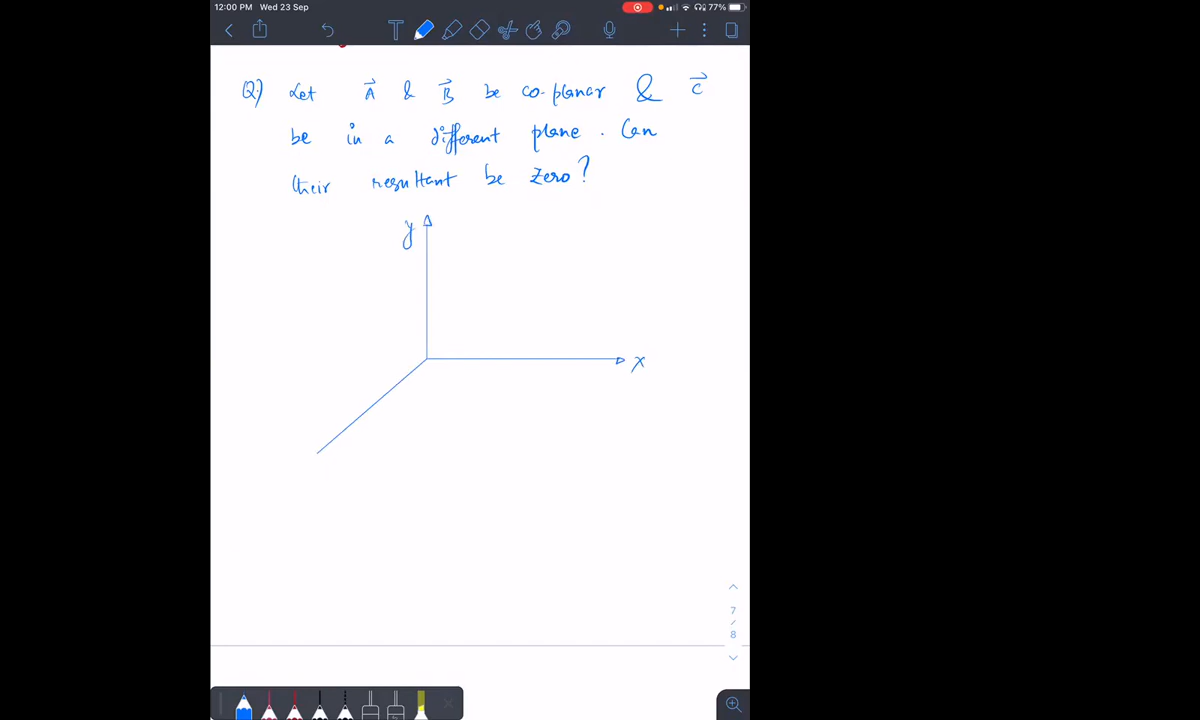 12:00 PM Wed 23 Sep
77%
T
Q:) Let A⃗ & B⃗ be co-planar & C⃗
be in a different plane. Can
their resultant be zero?
y
x
7
/
8